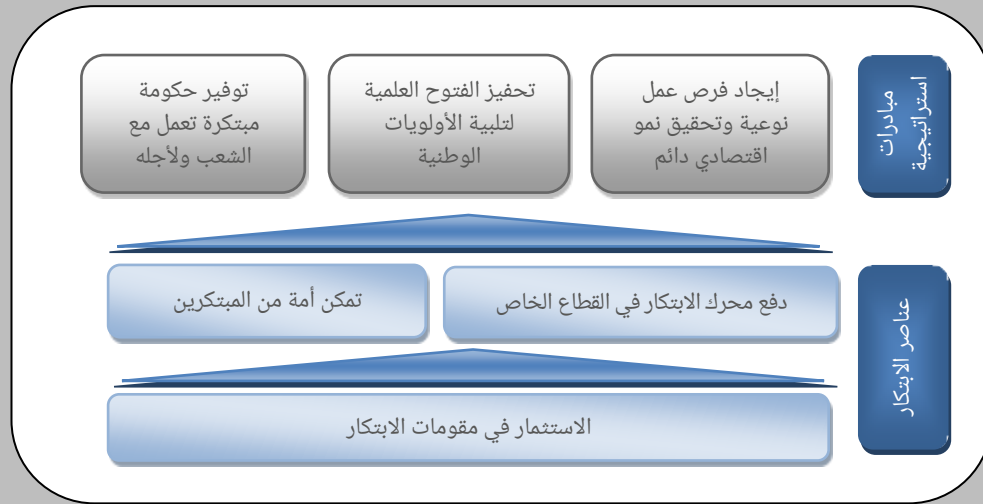 مبادرات
استراتيجية
إيجاد فرص عمل
نوعية وتحقيق نمو
اقتصادي دائم
تحفيز الفتوح العلمية
لتلبية الأولويات
الوطنية
توفير حكومة
مبتكرة تعمل مع
الشعب ولأجله
عناصر الابتكار
دفع محرك الابتكار في القطاع الخاص
تمكن أمة من المبتكرين
الاستثمار في مقومات الابتكار